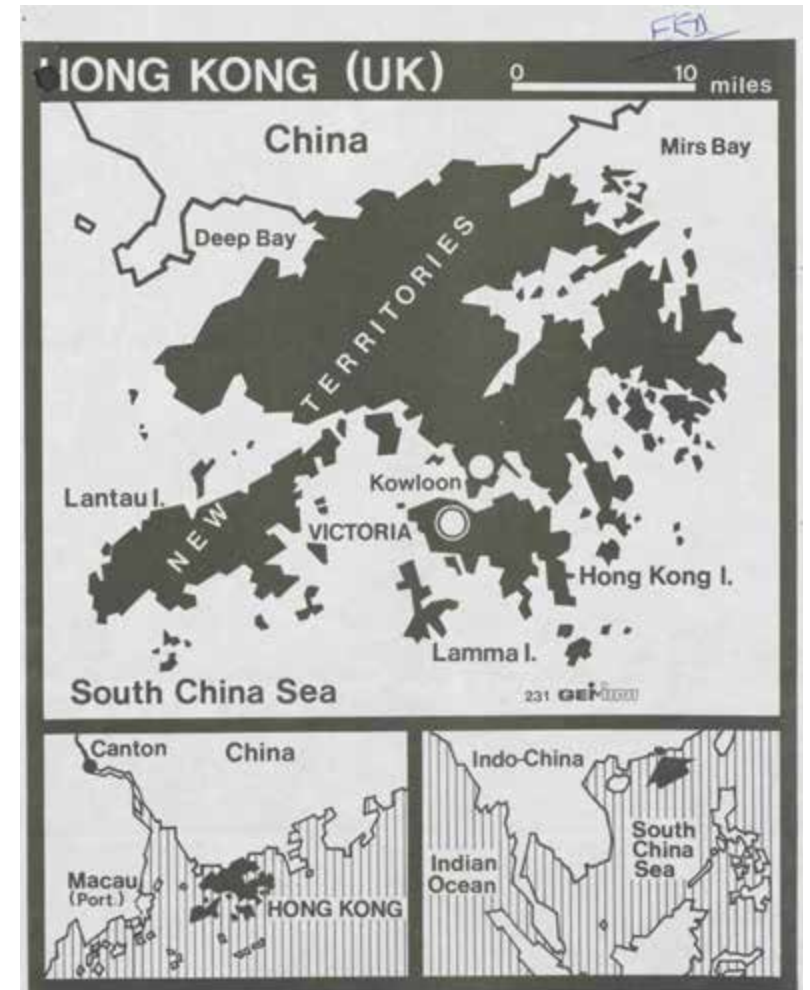 FED
HONG KONG (UK)
0 10 miles
China
Mirs Bay
Deep Bay
NEW TERRITORIES
Kowloon
Lantau I.
VICTORIA
Hong Kong I.
Lamma I.
South China Sea
231 GEMINI
Canton
China
Macau
(Port.)
HONG KONG
Indo-China
South
China
Sea
Indian
Ocean